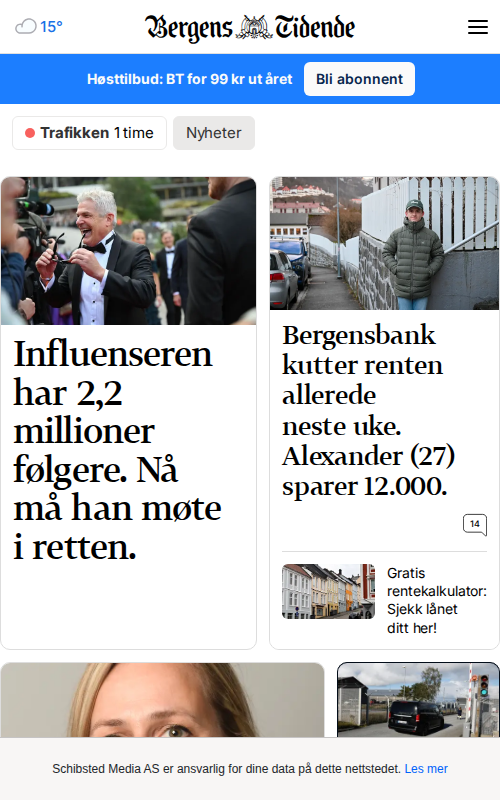 15°
Bergens Tidende
Høsttilbud: BT for 99 kr ut året
Bli abonnent
Trafikken 1 time
Nyheter
Influenseren
har 2,2
millioner
følgere. Nå
må han møte
i retten.
Bergensbank
kutter renten
allerede
neste uke.
Alexander (27)
sparer 12.000.
14
Gratis
rentekalkulator:
Sjekk lånet
ditt her!
Schibsted Media AS er ansvarlig for dine data på dette nettstedet. Les mer